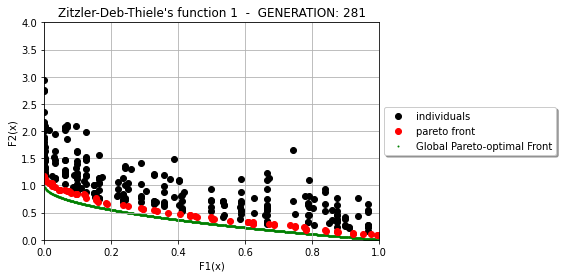 Zitzler-Deb-Thiele's function 1 - GENERATION: 281
4.0
3.5
3.0
2.5
2.0
1.5
1.0
0.5
0.0
F2(x)
0.0 0.2 0.4 0.6 0.8 1.0
F1(x)
individuals
pareto front
Global Pareto-optimal Front